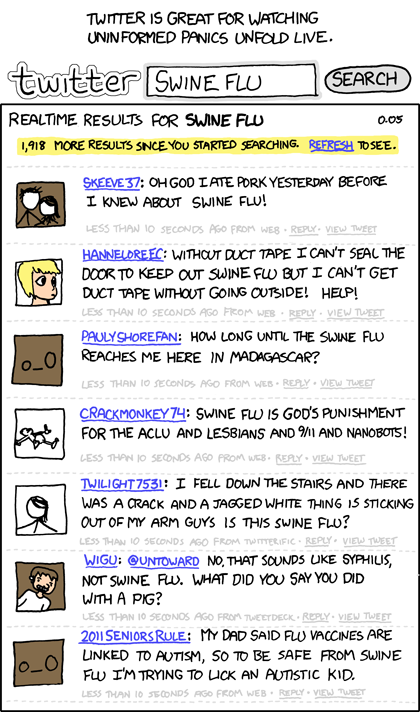 TWITTER IS GREAT FOR WATCHING
UNINFORMED PANICS UNFOLD LIVE.
twitter SWINE FLU SEARCH
REALTIME RESULTS FOR SWINE FLU 0.05
1,918 MORE RESULTS SINCE YOU STARTED SEARCHING. REFRESH TO SEE.
SKEEVE37: OH GOD I ATE PORK YESTERDAY BEFORE
I KNEW ABOUT SWINE FLU!
LESS THAN 10 SECONDS AGO FROM WEB · REPLY · VIEW TWEET
HANNELOREEC: WITHOUT DUCT TAPE I CAN'T SEAL THE
DOOR TO KEEP OUT SWINE FLU BUT I CAN'T GET
DUCT TAPE WITHOUT GOING OUTSIDE! HELP!
LESS THAN 10 SECONDS AGO FROM WEB · REPLY · VIEW TWEET
PAULYSHOREFAN: HOW LONG UNTIL THE SWINE FLU
REACHES ME HERE IN MADAGASCAR?
LESS THAN 10 SECONDS AGO FROM WEB · REPLY · VIEW TWEET
CRACKMONKEY74: SWINE FLU IS GOD'S PUNISHMENT
FOR THE ACLU AND LESBIANS AND 9/11 AND NANOBOTS!
LESS THAN 10 SECONDS AGO FROM WEB · REPLY · VIEW TWEET
TWILIGHT7531: I FELL DOWN THE STAIRS AND THERE
WAS A CRACK AND A JAGGED WHITE THING IS STICKING
OUT OF MY ARM GUYS IS THIS SWINE FLU?
LESS THAN 10 SECONDS AGO FROM TWITTERIFIC · REPLY · VIEW TWEET
WIGU: @UNTOWARD NO, THAT SOUNDS LIKE SYPHILIS,
NOT SWINE FLU. WHAT DID YOU SAY YOU DID
WITH A PIG?
LESS THAN 10 SECONDS AGO FROM TWEETDECK · REPLY · VIEW TWEET
2011SENIORSRULE: MY DAD SAID FLU VACCINES ARE
LINKED TO AUTISM, SO TO BE SAFE FROM SWINE
FLU I'M TRYING TO LICK AN AUTISTIC KID.
LESS THAN 10 SECONDS AGO FROM WEB · REPLY · VIEW TWEET